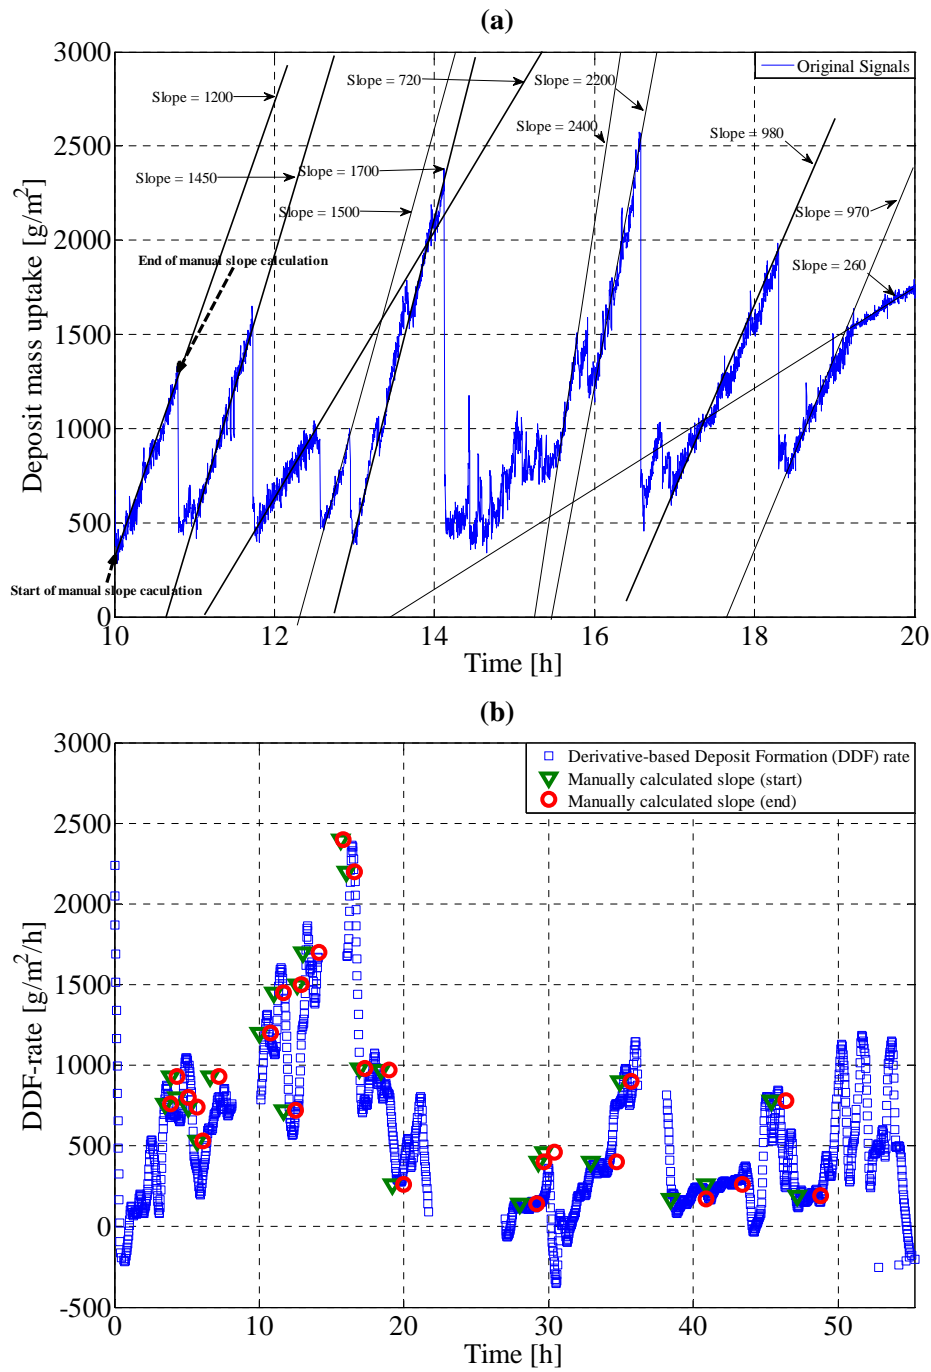 (a)
3000
2500
2000
1500
1000
500
0
Deposit mass uptake [g/m²]
Original Signals
Slope = 1200
Slope = 720
Slope = 2200
Slope = 2400
Slope = 980
Slope = 1450
Slope = 1700
Slope = 1500
Slope = 970
End of manual slope calculation
Slope = 260
Start of manual slope caculation
10
12
14
16
18
20
Time [h]
(b)
3000
2500
2000
1500
1000
500
0
-500
DDF-rate [g/m²/h]
Derivative-based Deposit Formation (DDF) rate
Manually calculated slope (start)
Manually calculated slope (end)
0
10
20
30
40
50
Time [h]